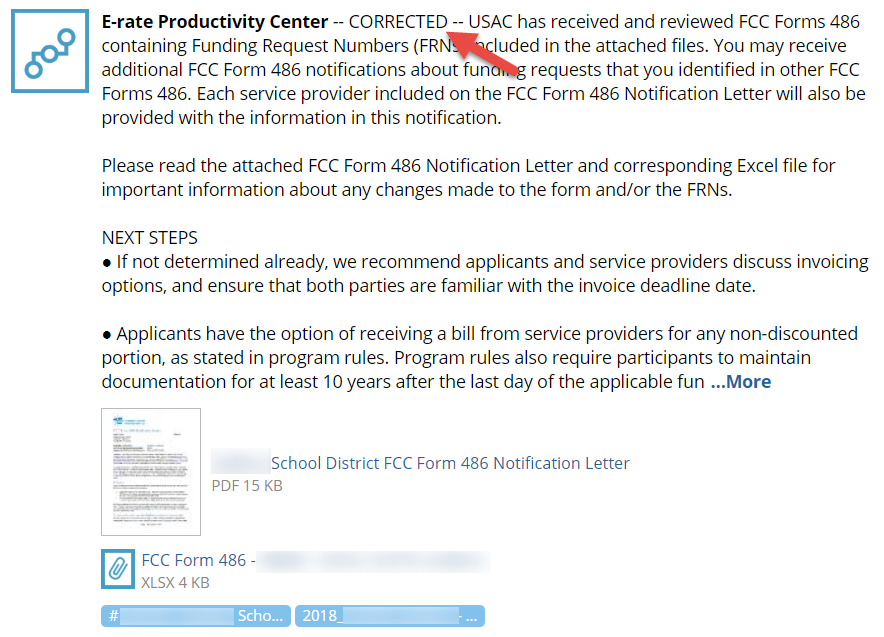 E-rate Productivity Center -- CORRECTED -- USAC has received and reviewed FCC Forms 486
containing Funding Request Numbers (FRNs included in the attached files. You may receive
additional FCC Form 486 notifications about funding requests that you identified in other FCC
Forms 486. Each service provider included on the FCC Form 486 Notification Letter will also be
provided with the information in this notification.
Please read the attached FCC Form 486 Notification Letter and corresponding Excel file for
important information about any changes made to the form and/or the FRNs.
NEXT STEPS
● If not determined already, we recommend applicants and service providers discuss invoicing
options, and ensure that both parties are familiar with the invoice deadline date.
● Applicants have the option of receiving a bill from service providers for any non-discounted
portion, as stated in program rules. Program rules also require participants to maintain
documentation for at least 10 years after the last day of the applicable fun ...More
School District FCC Form 486 Notification Letter
PDF 15 KB
FCC Form 486 -
XLSX 4 KB
# Scho... 2018_ - ...